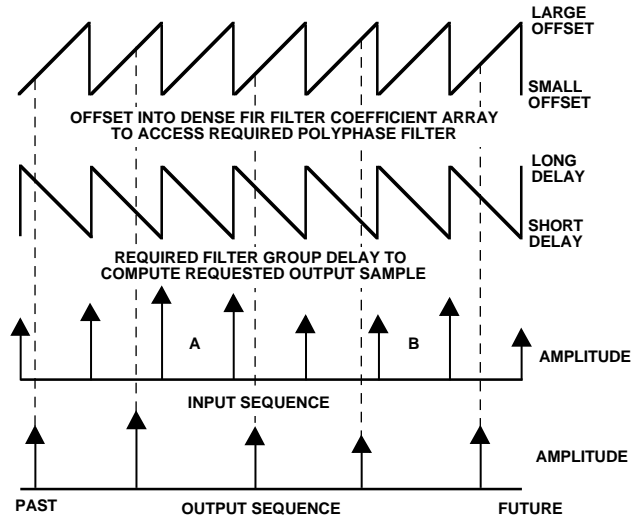 LARGE
OFFSET
SMALL
OFFSET
OFFSET INTO DENSE FIR FILTER COEFFICIENT ARRAY
TO ACCESS REQUIRED POLYPHASE FILTER
LONG
DELAY
SHORT
DELAY
REQUIRED FILTER GROUP DELAY TO
COMPUTE REQUESTED OUTPUT SAMPLE
A
B
AMPLITUDE
INPUT SEQUENCE
AMPLITUDE
PAST
OUTPUT SEQUENCE
FUTURE